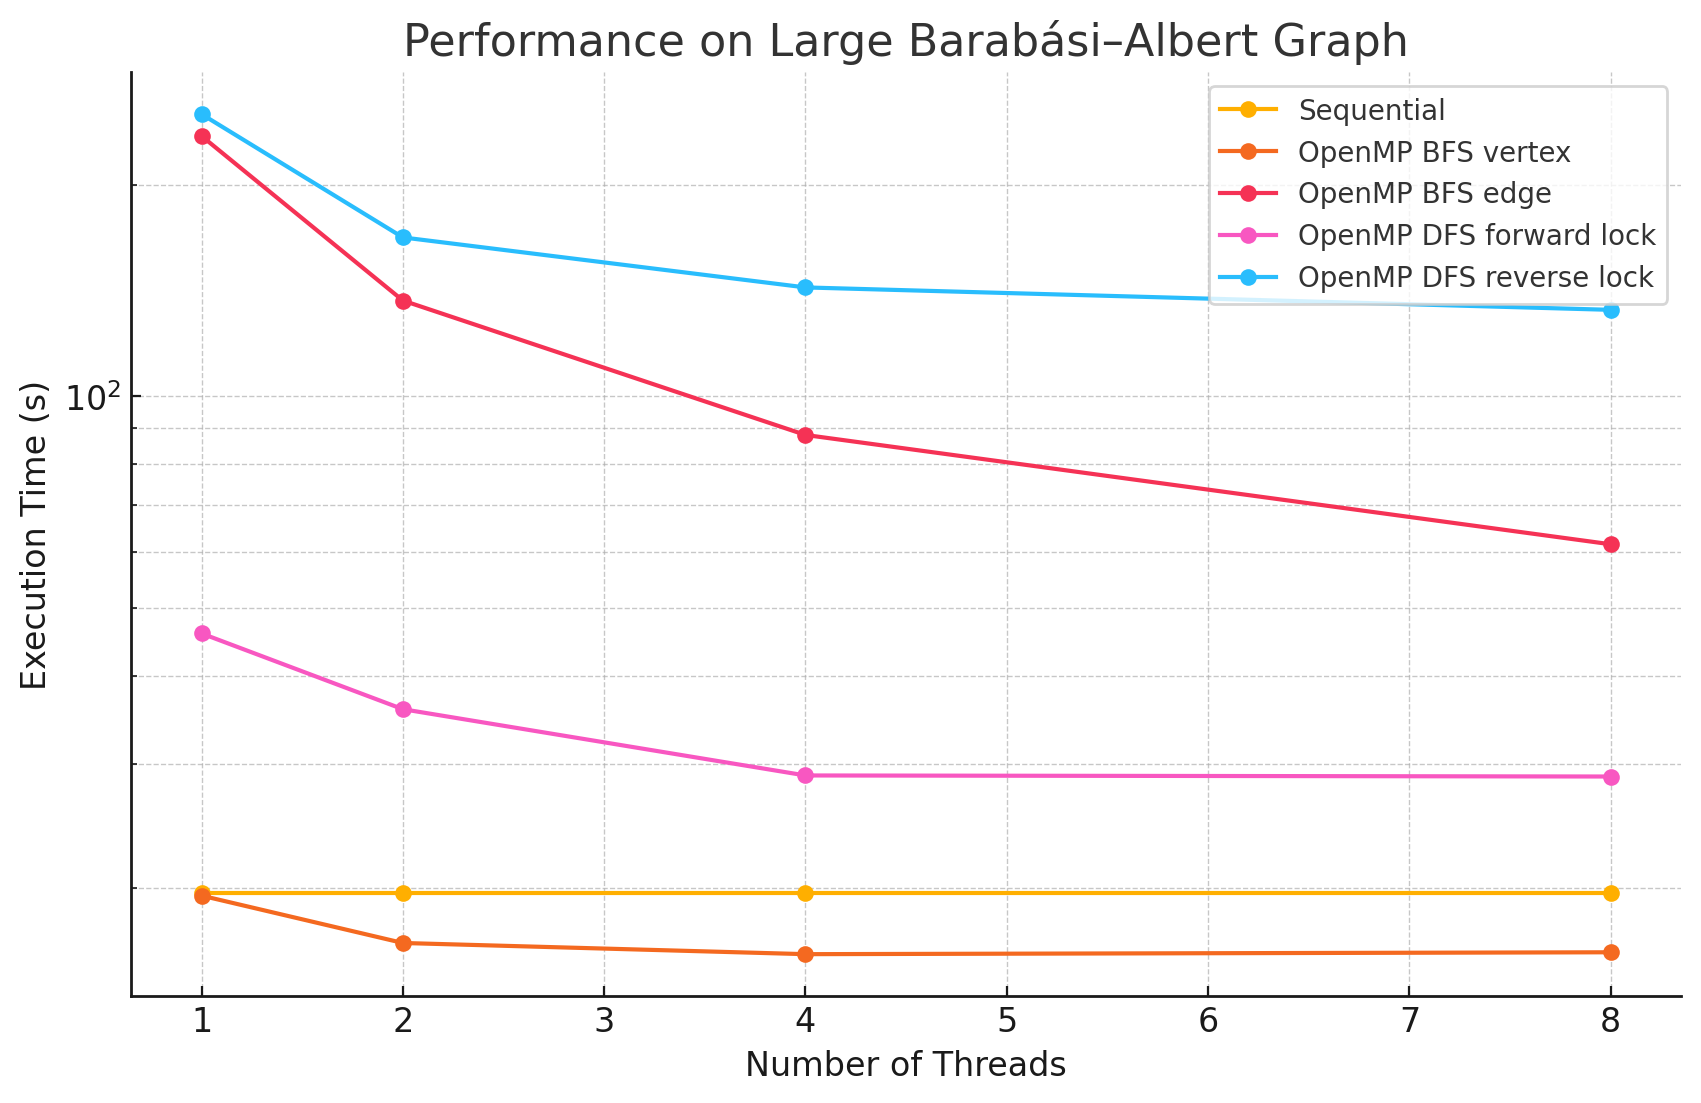 Performance on Large Barabási–Albert Graph
Sequential
OpenMP BFS vertex
OpenMP BFS edge
OpenMP DFS forward lock
OpenMP DFS reverse lock
Execution Time (s)
10²
1 2 3 4 5 6 7 8
Number of Threads